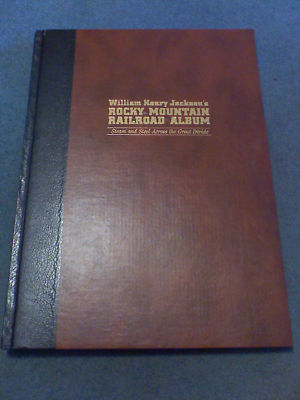 William Henry Jackson's
ROCKY MOUNTAIN
RAILROAD ALBUM
Steam and Steel Across the Great Divide